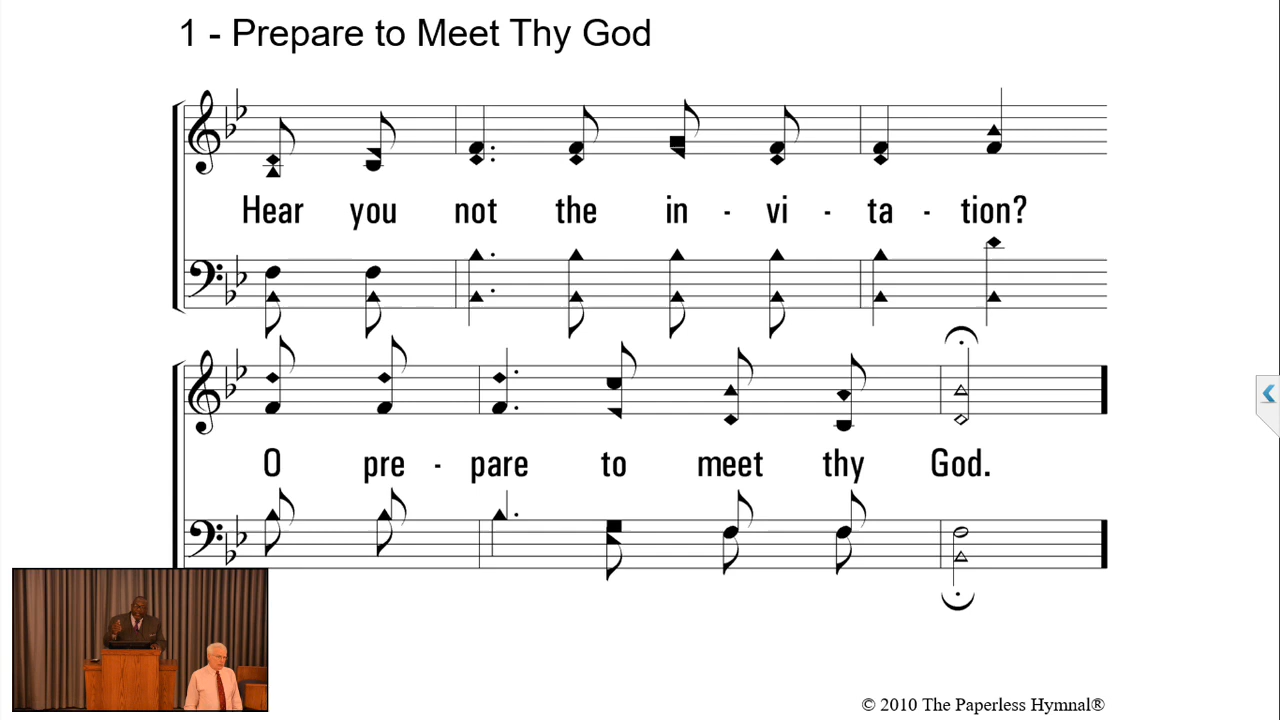 1 - Prepare to Meet Thy God
Hear you not the in - vi - ta - tion?
O pre - pare to meet thy God.
© 2010 The Paperless Hymnal®